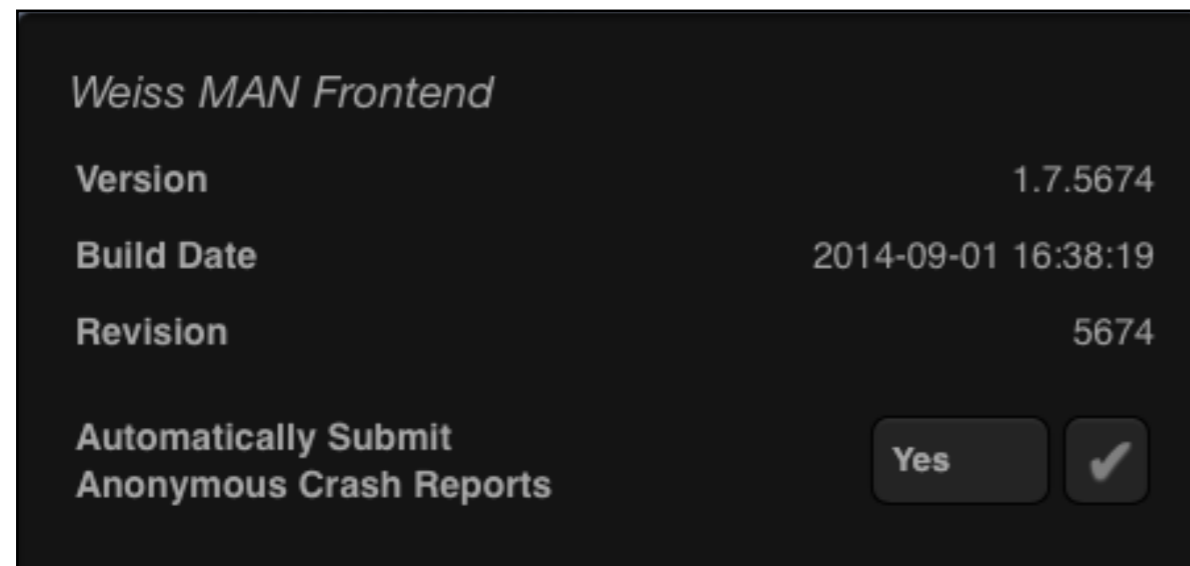 Weiss MAN Frontend
Version 1.7.5674
Build Date 2014-09-01 16:38:19
Revision 5674
Automatically Submit
Anonymous Crash Reports
Yes ✔